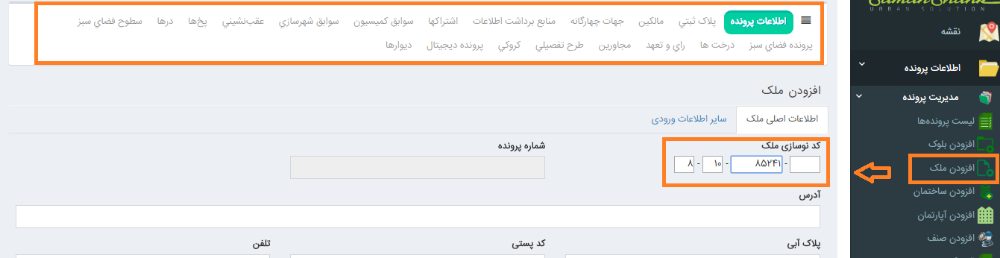 اطلاعات پرونده پلاک ثبتي مالکين جهات چهارگانه منابع برداشت اطلاعات اشتراکها سوابق کميسيون سوابق شهرسازي عقب‌نشيني پخ‌ها درها سطوح فضاي سبز
پرونده فضاي سبز درخت ها راي و تعهد مجاورين طرح تفصيلي کروکي پرونده ديجيتال ديوارها
افزودن ملک
اطلاعات اصلی ملک سایر اطلاعات ورودی
کد نوسازی ملک شماره پرونده
۸ - ۱۰ - ۸۵۲۴۱ -
آدرس
پلاک آبی کد پستی تلفن
URBAN SOLUTION
نقشه
اطلاعات پرونده
مدیریت پرونده
لیست پرونده‌ها
افزودن بلوک
افزودن ملک
افزودن ساختمان
افزودن آپارتمان
افزودن صنف